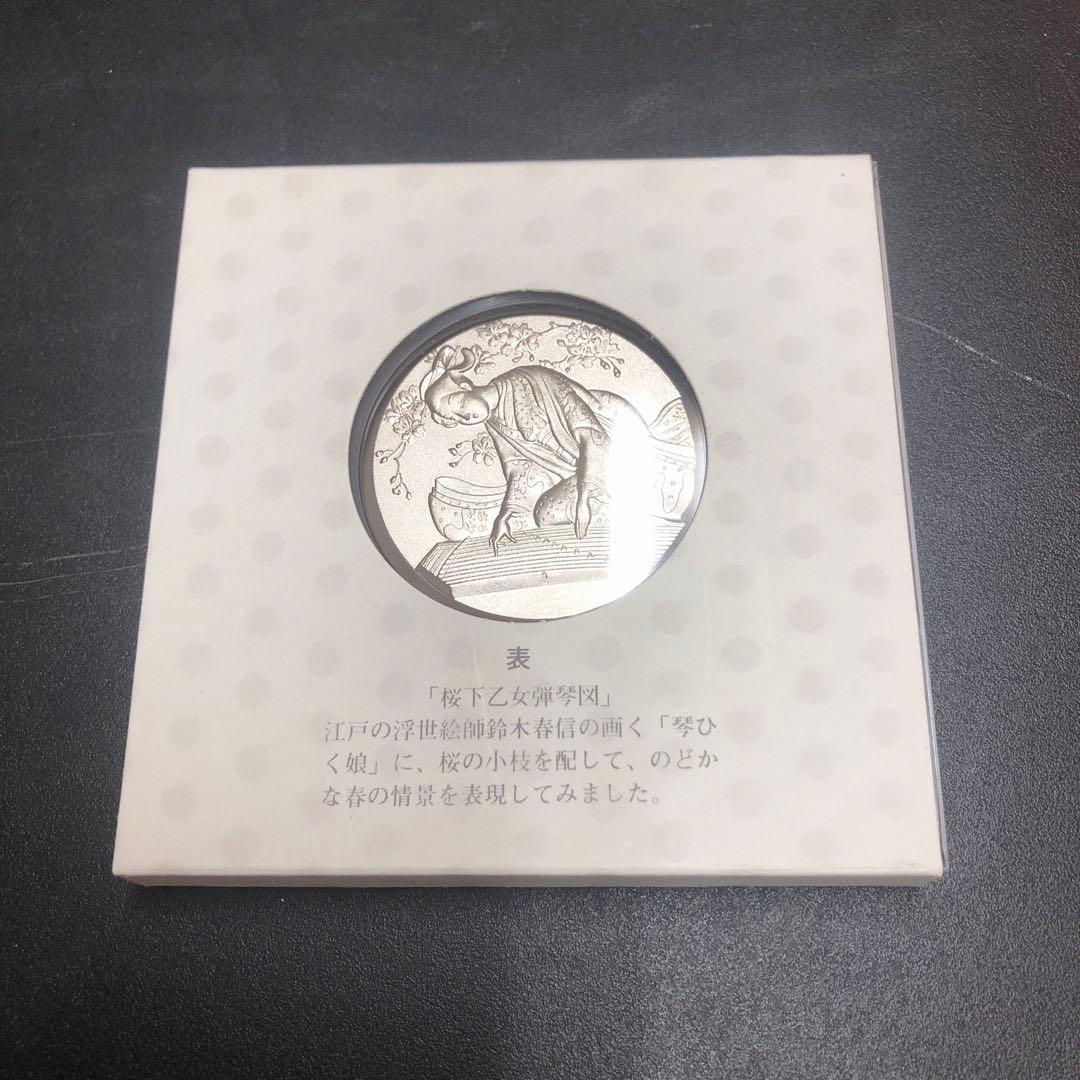 表
「桜下乙女弾琴図」
江戸の浮世絵師鈴木春信の画く「琴ひ
く娘」に、桜の小枝を配して、のどか
な春の情景を表現してみました。